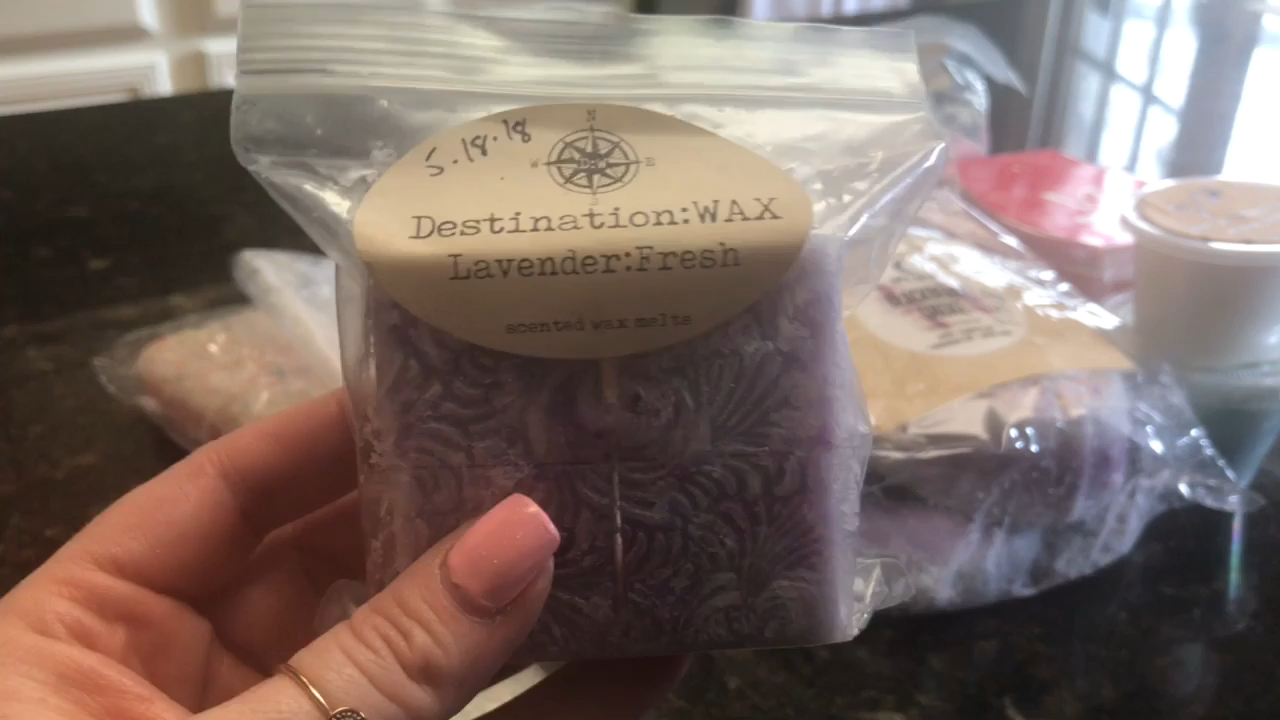 5.18.18
N
W D:W E
S
Destination:WAX
Lavender:Fresh
scented wax melts